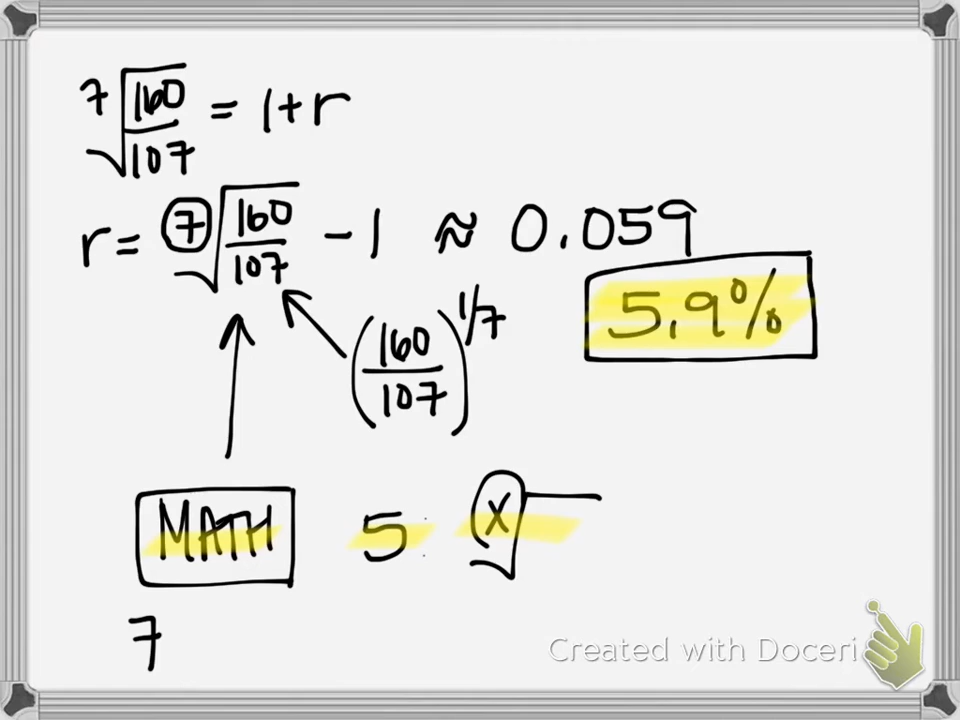 ⁷√(160/107) = 1+r
r = ⁷√(160/107) - 1 ≈ 0.059
5.9%
(160/107)^1/7
MATH 5: ˣ√
7
Created with Doceri